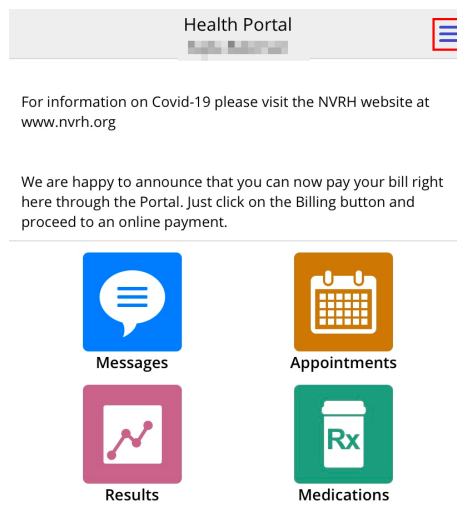 Health Portal
For information on Covid-19 please visit the NVRH website at
www.nvrh.org
We are happy to announce that you can now pay your bill right
here through the Portal. Just click on the Billing button and
proceed to an online payment.
Messages
Appointments
Rx
Results
Medications